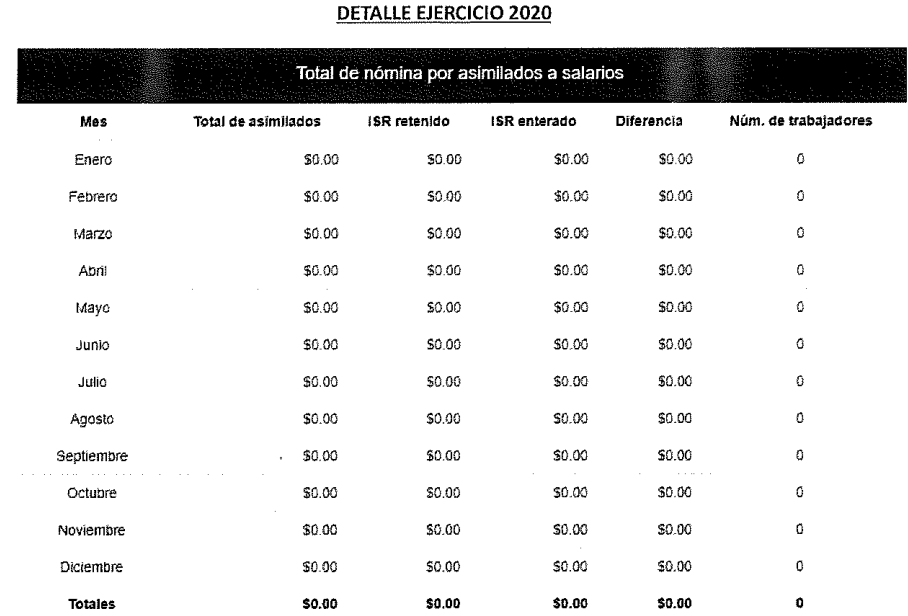 DETALLE EJERCICIO 2020
Total de nómina por asimilados a salarios
Mes Total de asimilados ISR retenido ISR enterado Diferencia Núm. de trabajadores
Enero $0.00 $0.00 $0.00 $0.00 0
Febrero $0.00 $0.00 $0.00 $0.00 0
Marzo $0.00 $0.00 $0.00 $0.00 0
Abril $0.00 $0.00 $0.00 $0.00 0
Mayo $0.00 $0.00 $0.00 $0.00 0
Junio $0.00 $0.00 $0.00 $0.00 0
Julio $0.00 $0.00 $0.00 $0.00 0
Agosto $0.00 $0.00 $0.00 $0.00 0
Septiembre $0.00 $0.00 $0.00 $0.00 0
Octubre $0.00 $0.00 $0.00 $0.00 0
Noviembre $0.00 $0.00 $0.00 $0.00 0
Diciembre $0.00 $0.00 $0.00 $0.00 0
Totales $0.00 $0.00 $0.00 $0.00 0